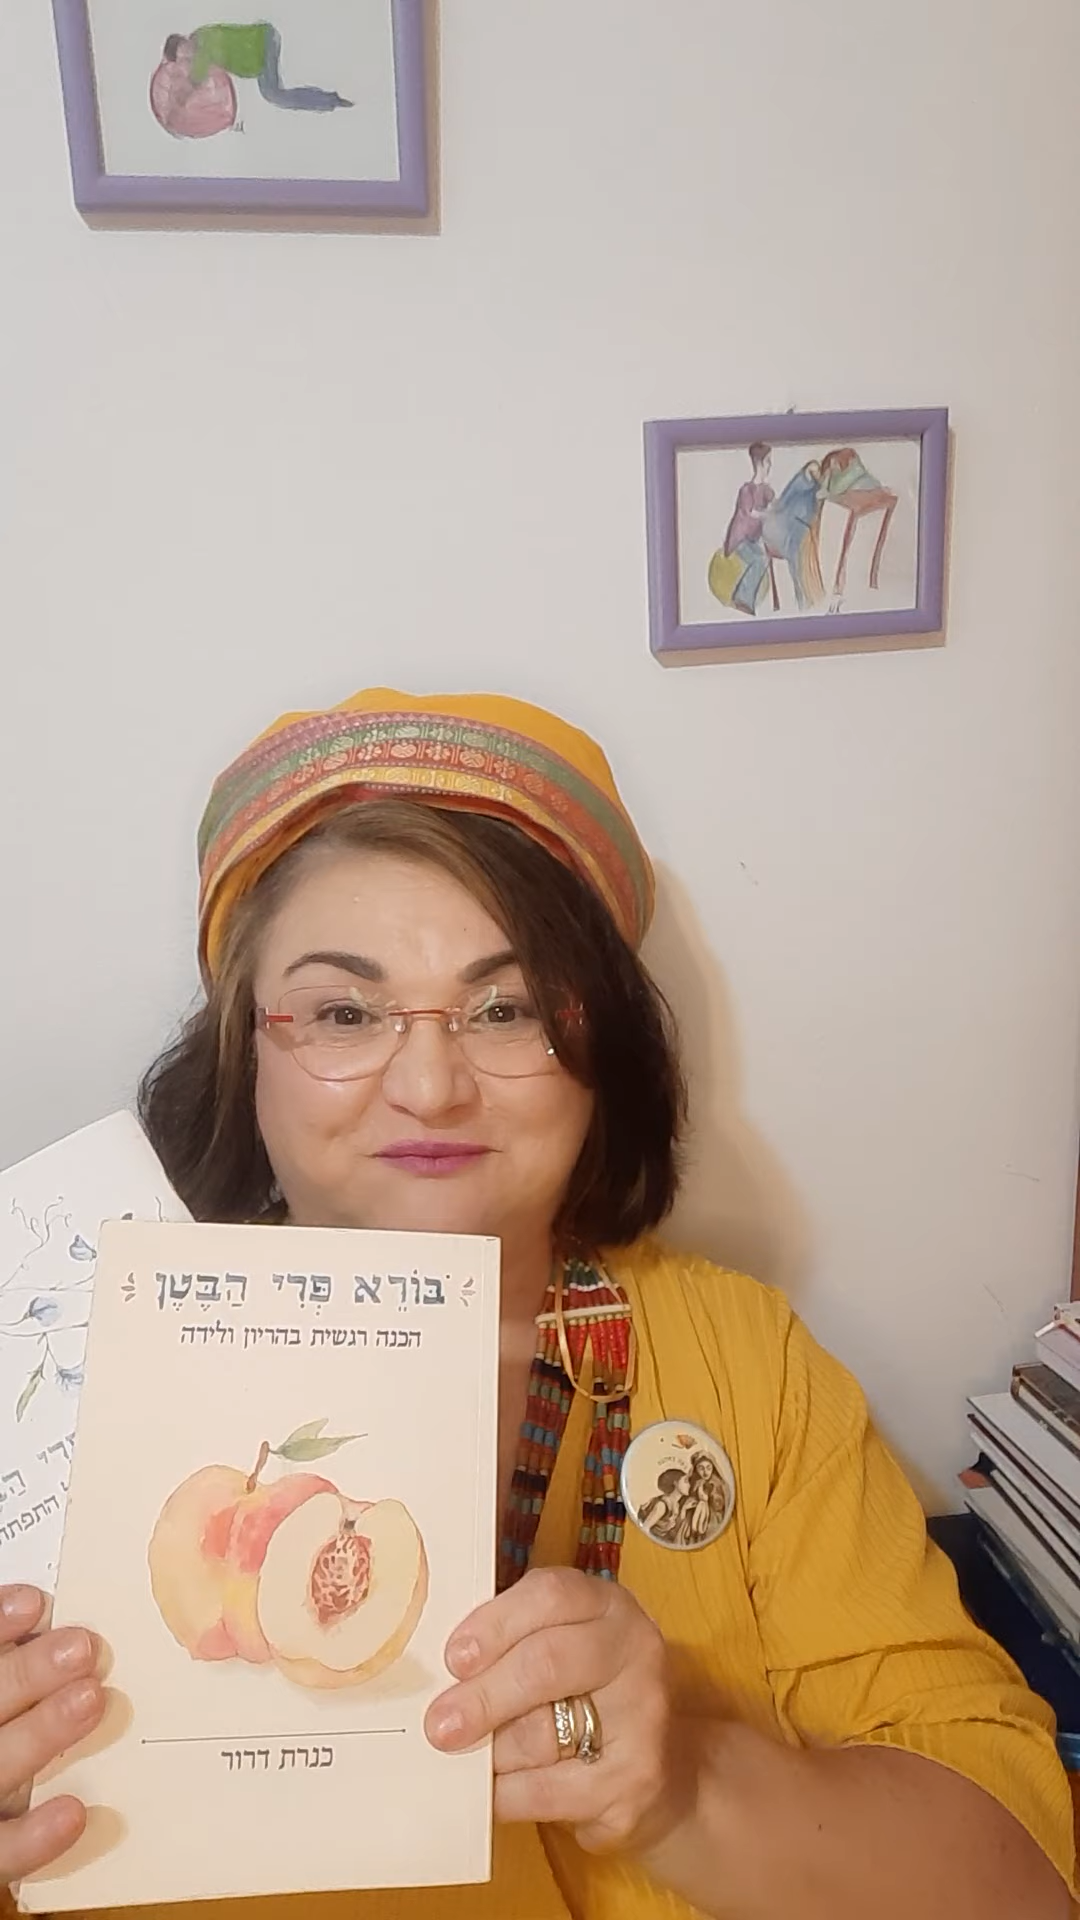 בּוֹרֵא פְּרִי הַבֶּטֶן
הכנה רגשית בהריון ולידה
כנרת דרור